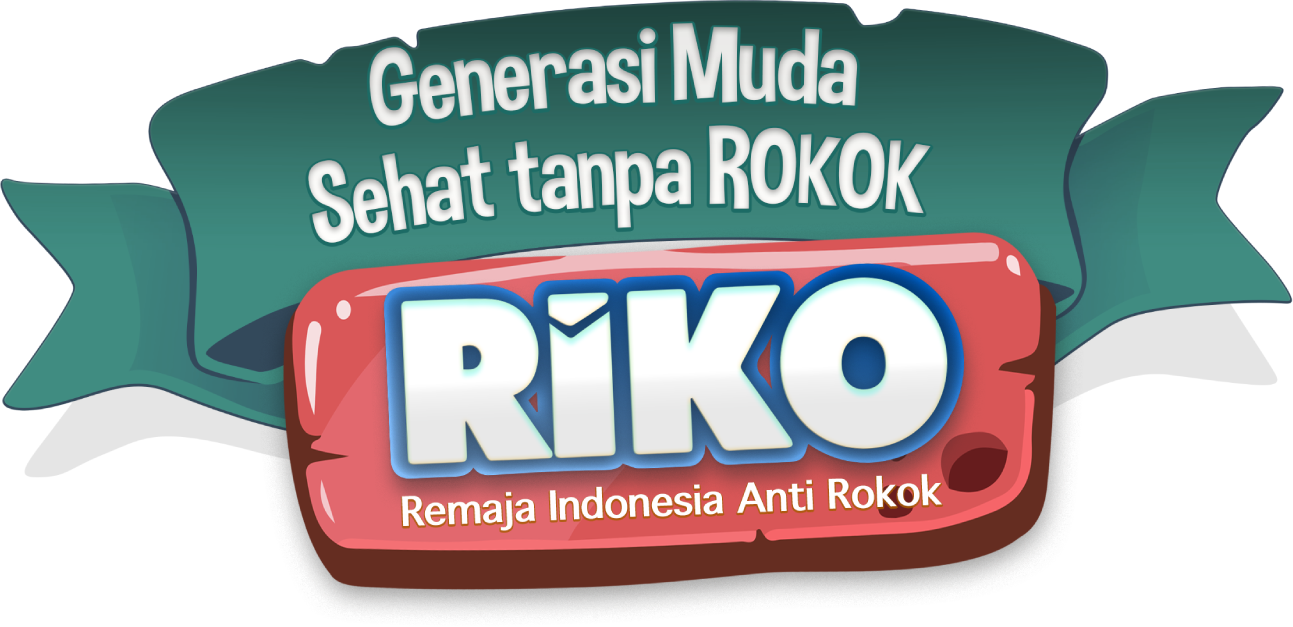 Generasi Muda
Sehat tanpa ROKOK
RiKO
Remaja Indonesia Anti Rokok